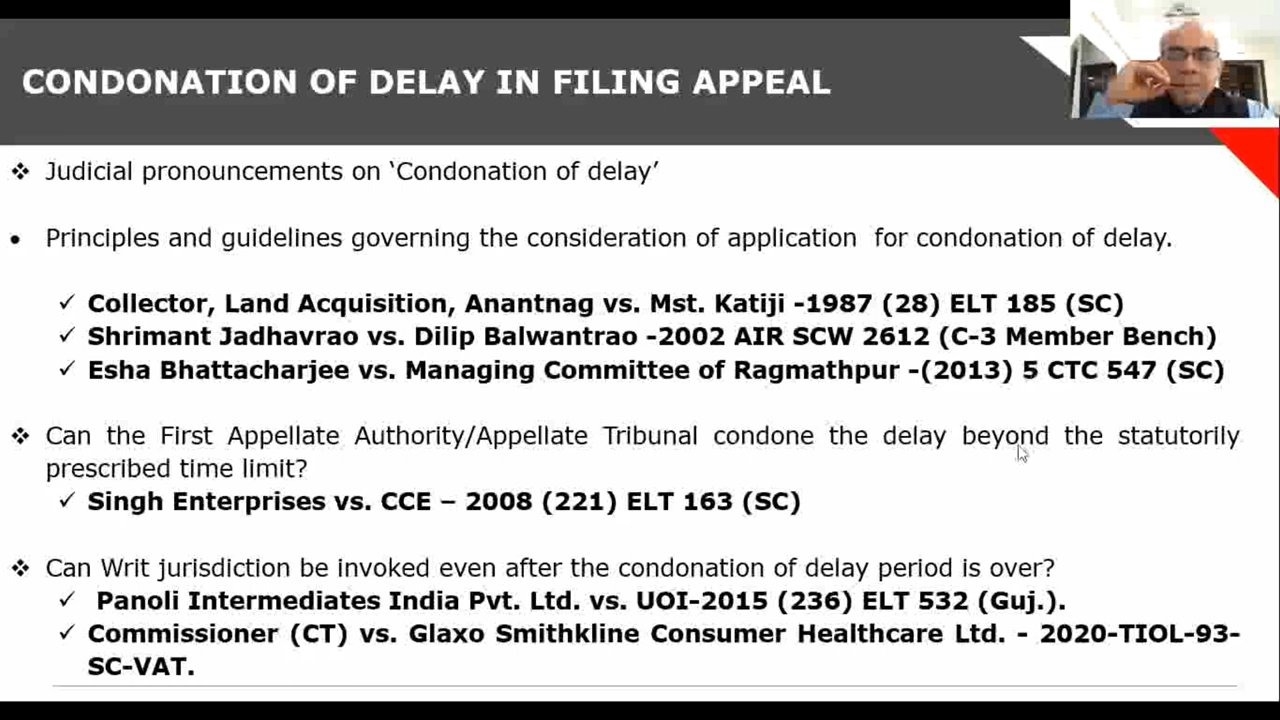 CONDONATION OF DELAY IN FILING APPEAL
❖ Judicial pronouncements on ‘Condonation of delay’
• Principles and guidelines governing the consideration of application for condonation of delay.
✓ Collector, Land Acquisition, Anantnag vs. Mst. Katiji -1987 (28) ELT 185 (SC)
✓ Shrimant Jadhavrao vs. Dilip Balwantrao -2002 AIR SCW 2612 (C-3 Member Bench)
✓ Esha Bhattacharjee vs. Managing Committee of Ragmathpur -(2013) 5 CTC 547 (SC)
❖ Can the First Appellate Authority/Appellate Tribunal condone the delay beyond the statutorily
prescribed time limit?
✓ Singh Enterprises vs. CCE – 2008 (221) ELT 163 (SC)
❖ Can Writ jurisdiction be invoked even after the condonation of delay period is over?
✓ Panoli Intermediates India Pvt. Ltd. vs. UOI-2015 (236) ELT 532 (Guj.).
✓ Commissioner (CT) vs. Glaxo Smithkline Consumer Healthcare Ltd. - 2020-TIOL-93-
SC-VAT.